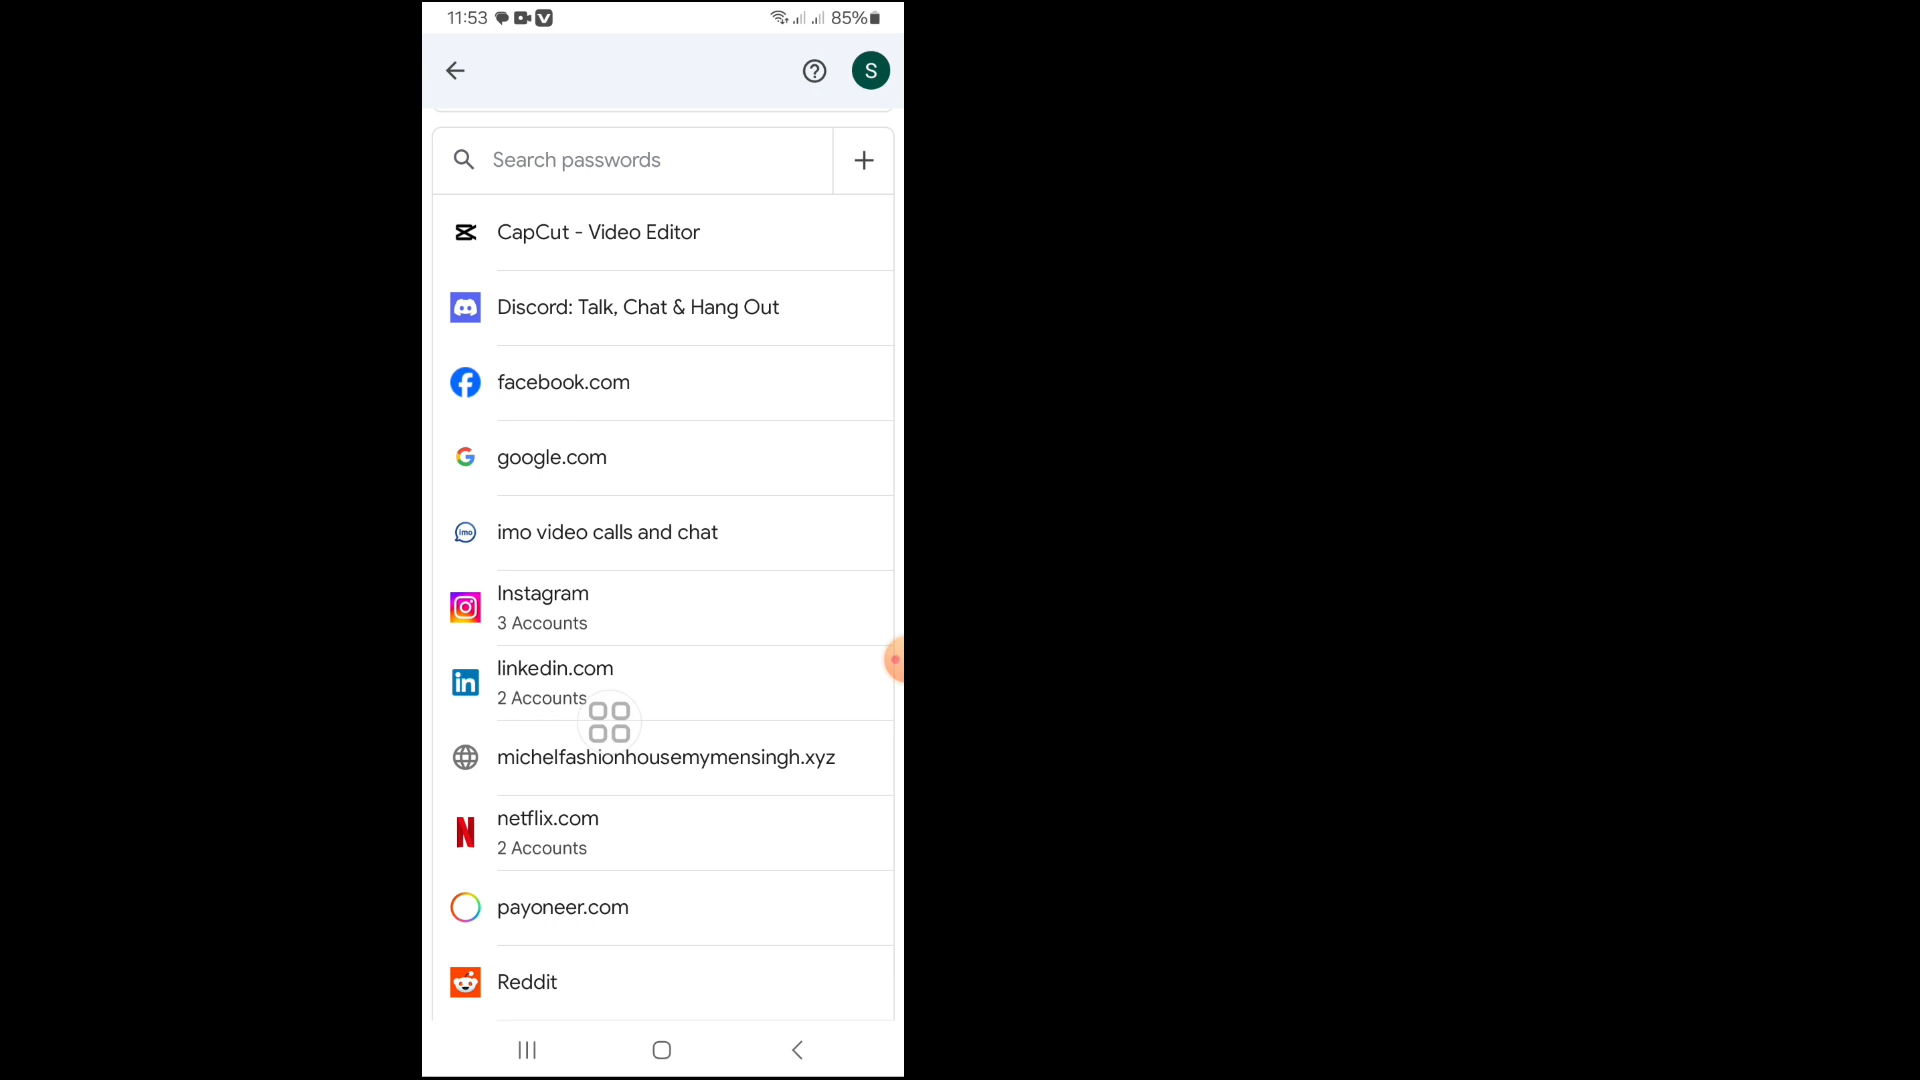 11:53
85%
S
Search passwords
CapCut - Video Editor
Discord: Talk, Chat & Hang Out
facebook.com
google.com
imo video calls and chat
Instagram
3 Accounts
linkedin.com
2 Accounts
michelfashionhousemymensingh.xyz
netflix.com
2 Accounts
payoneer.com
Reddit